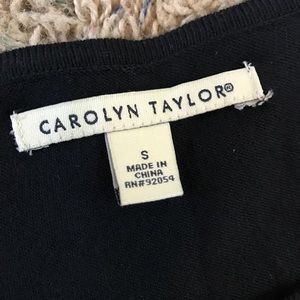 CAROLYN TAYLOR®
S
MADE IN
CHINA
RN#92054